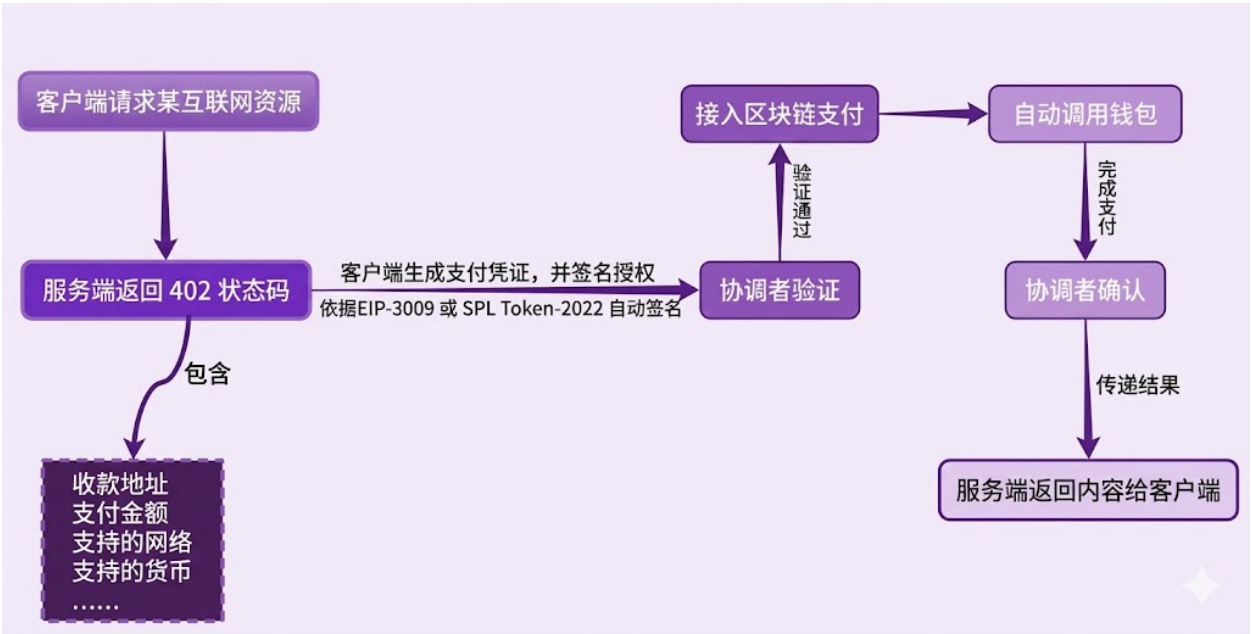 客户端请求某互联网资源
服务端返回 402 状态码
包含
收款地址
支付金额
支持的网络
支持的货币
......
客户端生成支付凭证，并签名授权
依据EIP-3009 或 SPL Token-2022 自动签名
协调者验证
验证通过
接入区块链支付
自动调用钱包
完成支付
协调者确认
传递结果
服务端返回内容给客户端